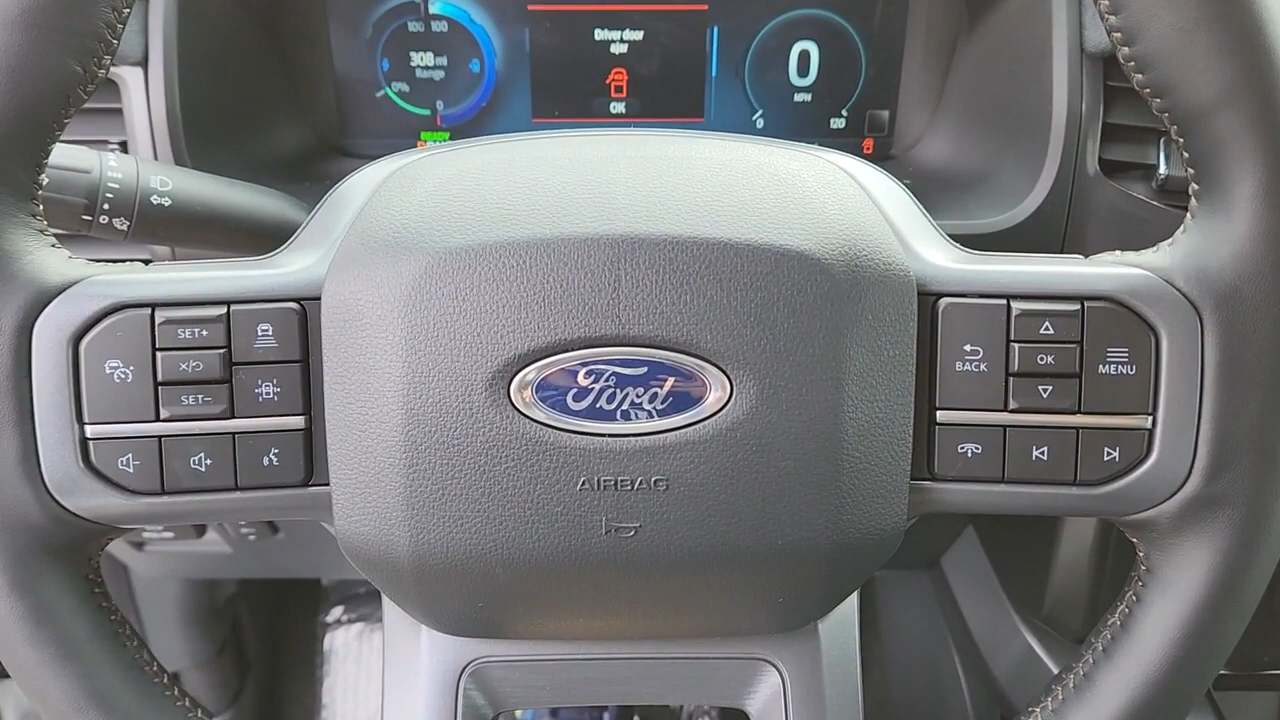 100 100
308 mi
Range
0%
0
READY
Driver door
ajar
OK
0
MPH
0
120
0
SET+
SET-
BACK
OK
MENU
Ford
AIRBAG